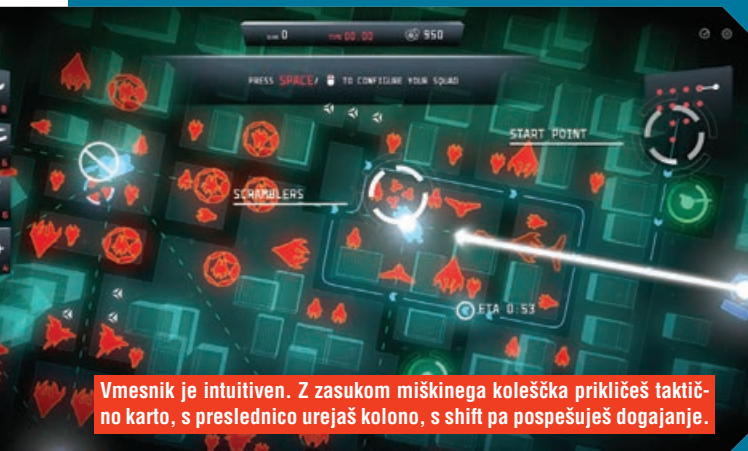 SCORE 0 TIME 00.00 950
PRESS SPACE/ TO CONFIGURE YOUR SQUAD
START POINT
SCRAMBLERS
ETA 0:53
Vmesnik je intuitiven. Z zasukom miškinega koleščka prikličeš taktič-
no karto, s preslednico urejaš kolono, s shift pa pospešuješ dogajanje.